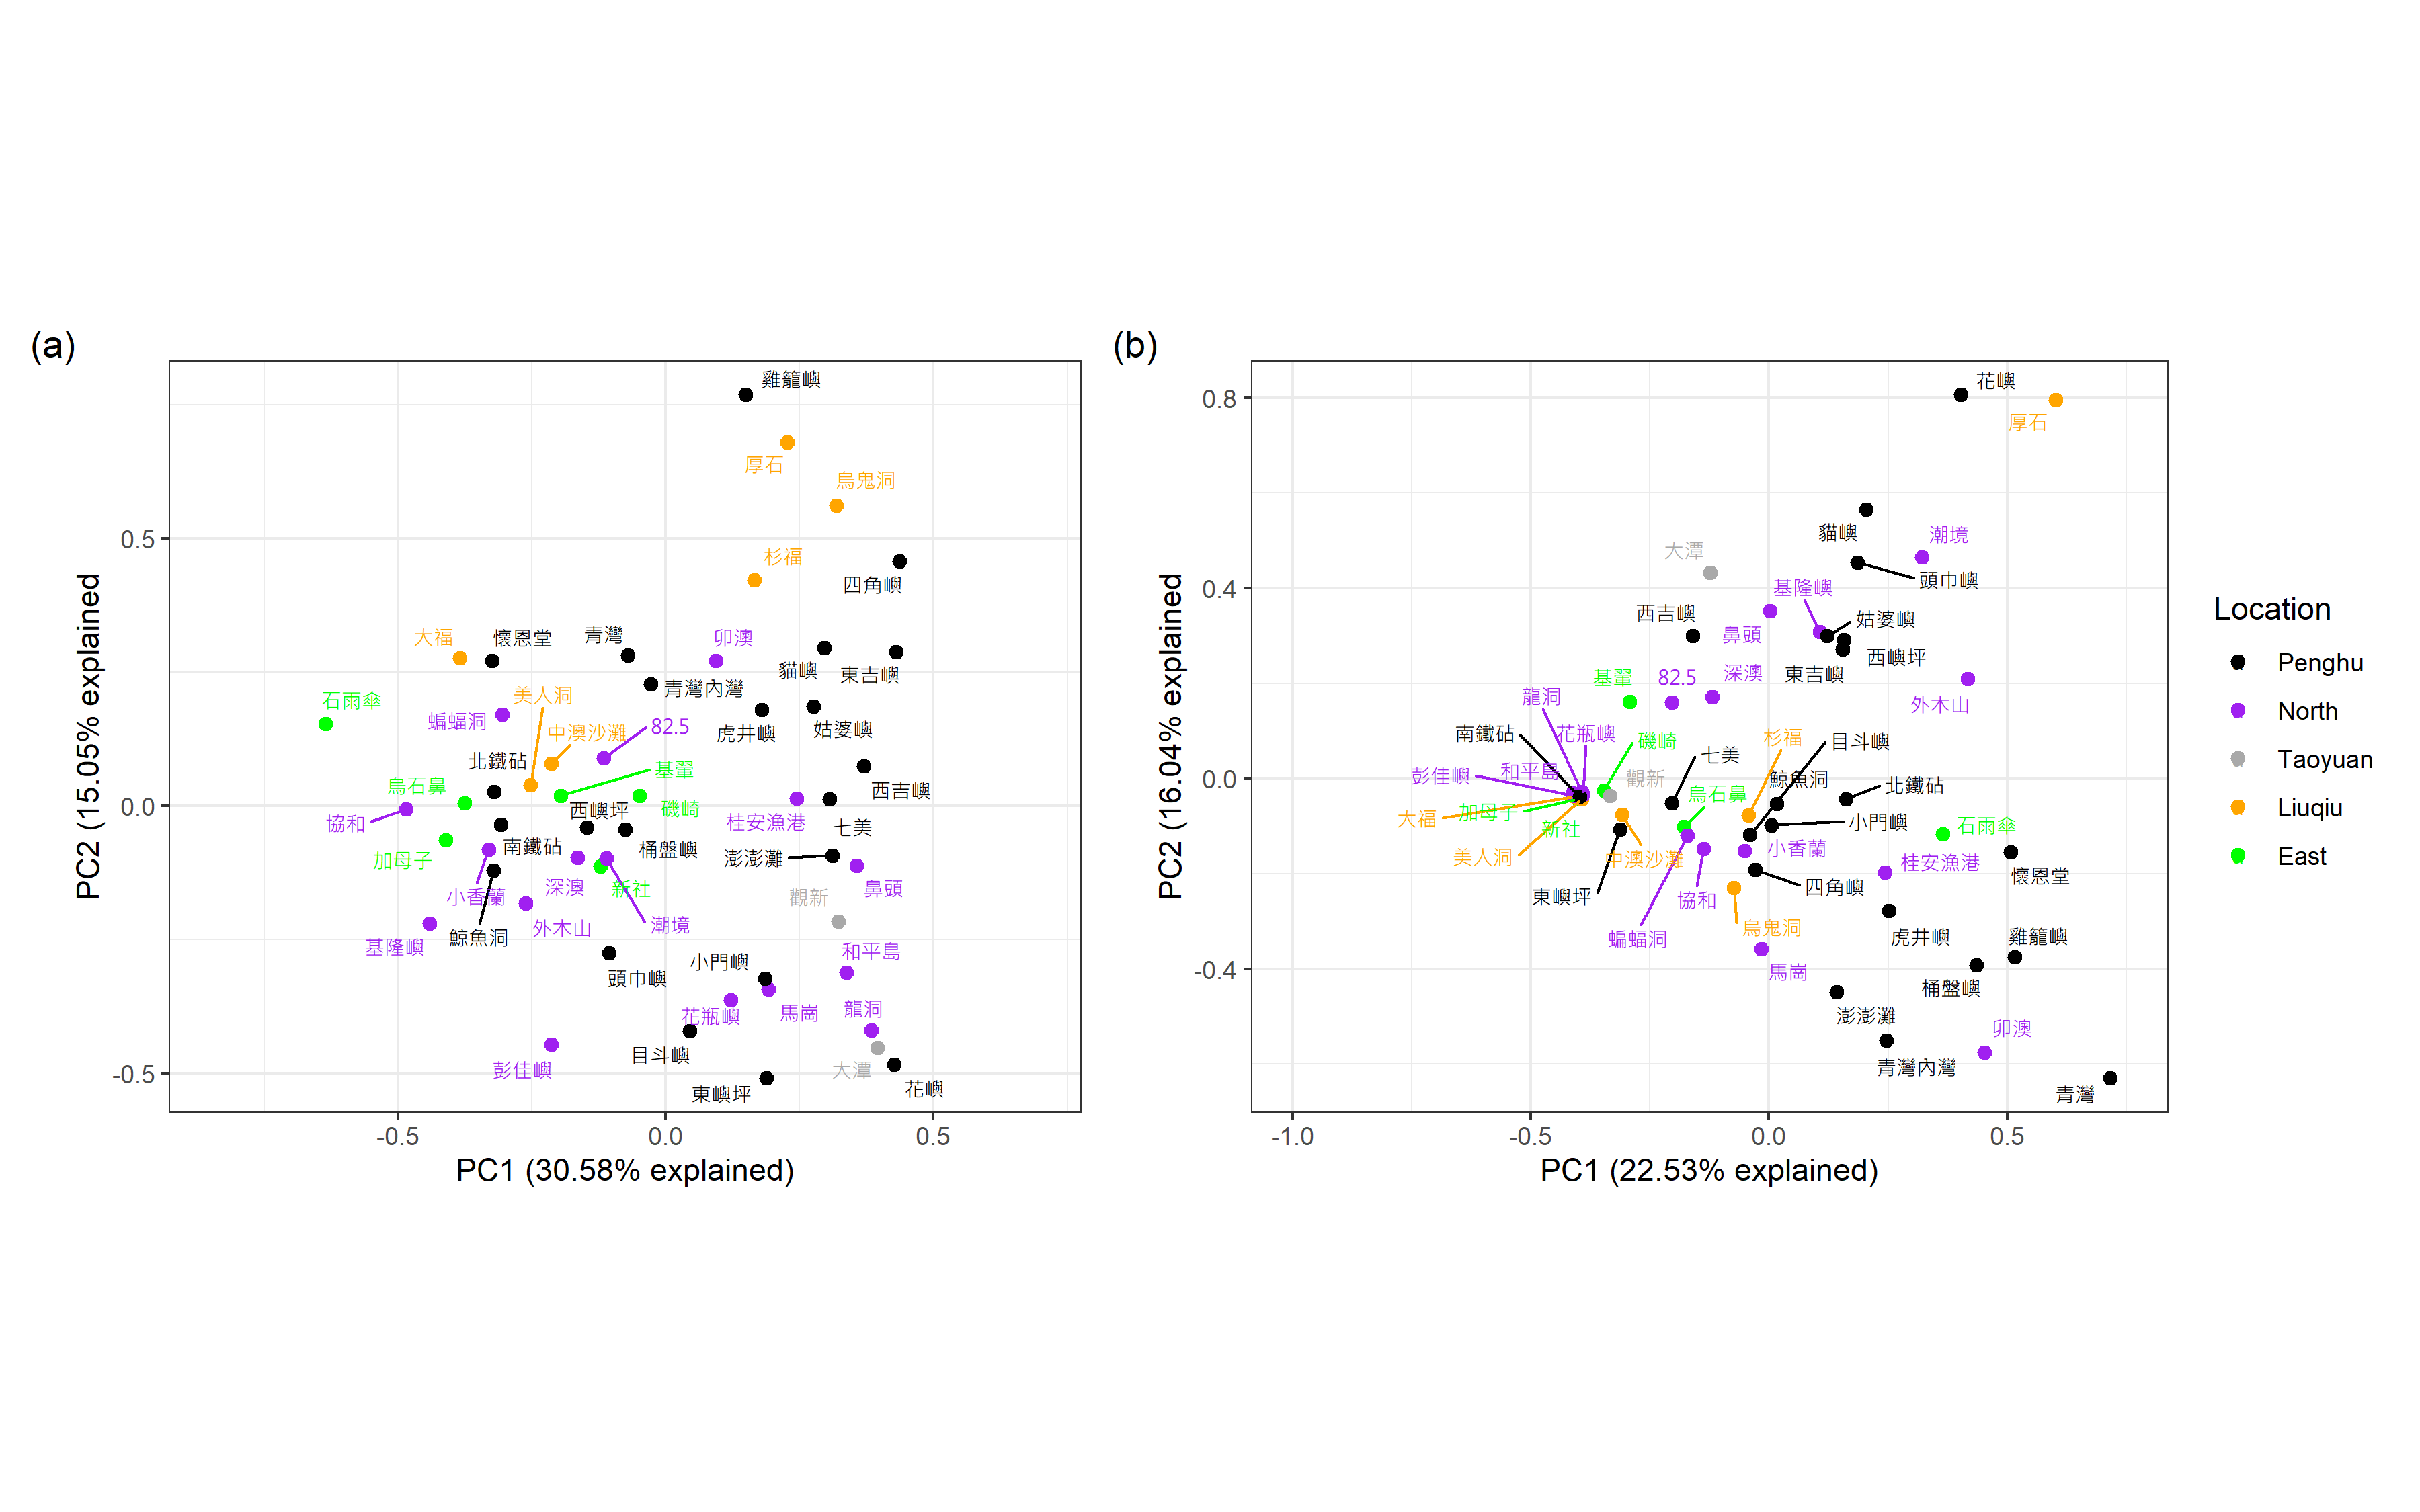 (a)
雞籠嶼
厚石
烏鬼洞
杉福
四角嶼
0.5
大福
懷恩堂
青灣
卯澳
貓嶼
東吉嶼
美人洞
青灣內灣
石雨傘
蝙蝠洞
中澳沙灘
82.5
虎井嶼
姑婆嶼
北鐵砧
基翬
烏石鼻
西嶼坪
磯崎
西吉嶼
0.0
協和
桂安漁港
七美
加母子
南鐵砧
桶盤嶼
澎澎灘
小香蘭
深澳
新社
觀新
鼻頭
基隆嶼
鯨魚洞
外木山
潮境
和平島
頭巾嶼
小門嶼
花瓶嶼
馬崗
龍洞
目斗嶼
彭佳嶼
大潭
-0.5
東嶼坪
花嶼
-0.5
0.0
0.5
PC1 (30.58% explained)
PC2 (15.05% explained)
(b)
0.8
花嶼
厚石
貓嶼
潮境
大潭
頭巾嶼
0.4
基隆嶼
西吉嶼
姑婆嶼
鼻頭
西嶼坪
基翬
82.5
深澳
東吉嶼
龍洞
外木山
南鐵砧
花瓶嶼
磯崎
杉福
目斗嶼
七美
0.0
彭佳嶼
和平島
觀新
鯨魚洞
北鐵砧
烏石鼻
大福
加母子
新社
小門嶼
石雨傘
美人洞
中澳沙灘
小香蘭
桂安漁港
東嶼坪
協和
四角嶼
懷恩堂
蝙蝠洞
烏鬼洞
虎井嶼
雞籠嶼
馬崗
-0.4
桶盤嶼
澎澎灘
卯澳
青灣內灣
青灣
-1.0
-0.5
0.0
0.5
PC1 (22.53% explained)
PC2 (16.04% explained)
Location
Penghu
North
Taoyuan
Liuqiu
East